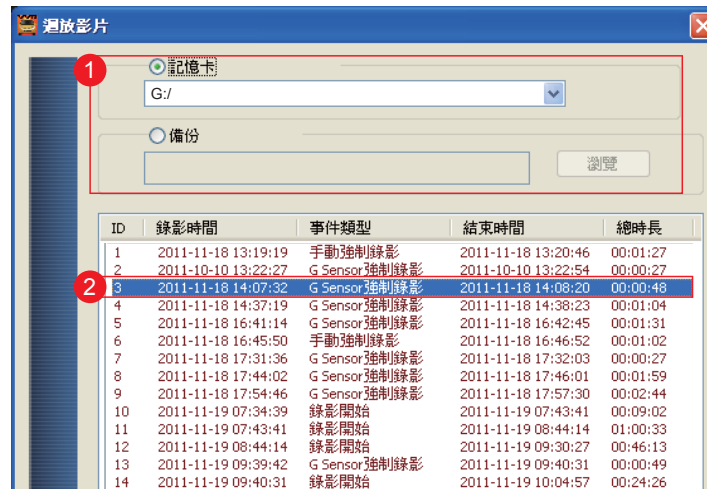 迴放影片
1
記憶卡
G:/
備份
瀏覽
ID 錄影時間 事件類型 結束時間 總時長
1 2011-11-18 13:19:19 手動強制錄影 2011-11-18 13:20:46 00:01:27
2 2011-10-10 13:22:27 G Sensor強制錄影 2011-10-10 13:22:54 00:00:27
2
3 2011-11-18 14:07:32 G Sensor強制錄影 2011-11-18 14:08:20 00:00:48
4 2011-11-18 14:37:19 G Sensor強制錄影 2011-11-18 14:38:23 00:01:04
5 2011-11-18 16:41:14 G Sensor強制錄影 2011-11-18 16:42:45 00:01:31
6 2011-11-18 16:45:50 手動強制錄影 2011-11-18 16:46:52 00:01:02
7 2011-11-18 17:31:36 G Sensor強制錄影 2011-11-18 17:32:03 00:00:27
8 2011-11-18 17:44:02 G Sensor強制錄影 2011-11-18 17:46:01 00:01:59
9 2011-11-18 17:54:46 G Sensor強制錄影 2011-11-18 17:57:30 00:02:44
10 2011-11-19 07:34:39 錄影開始 2011-11-19 07:43:41 00:09:02
11 2011-11-19 07:43:41 錄影開始 2011-11-19 08:44:14 01:00:33
12 2011-11-19 08:44:14 錄影開始 2011-11-19 09:30:27 00:46:13
13 2011-11-19 09:39:42 G Sensor強制錄影 2011-11-19 09:40:31 00:00:49
14 2011-11-19 09:40:31 錄影開始 2011-11-19 10:04:57 00:24:26